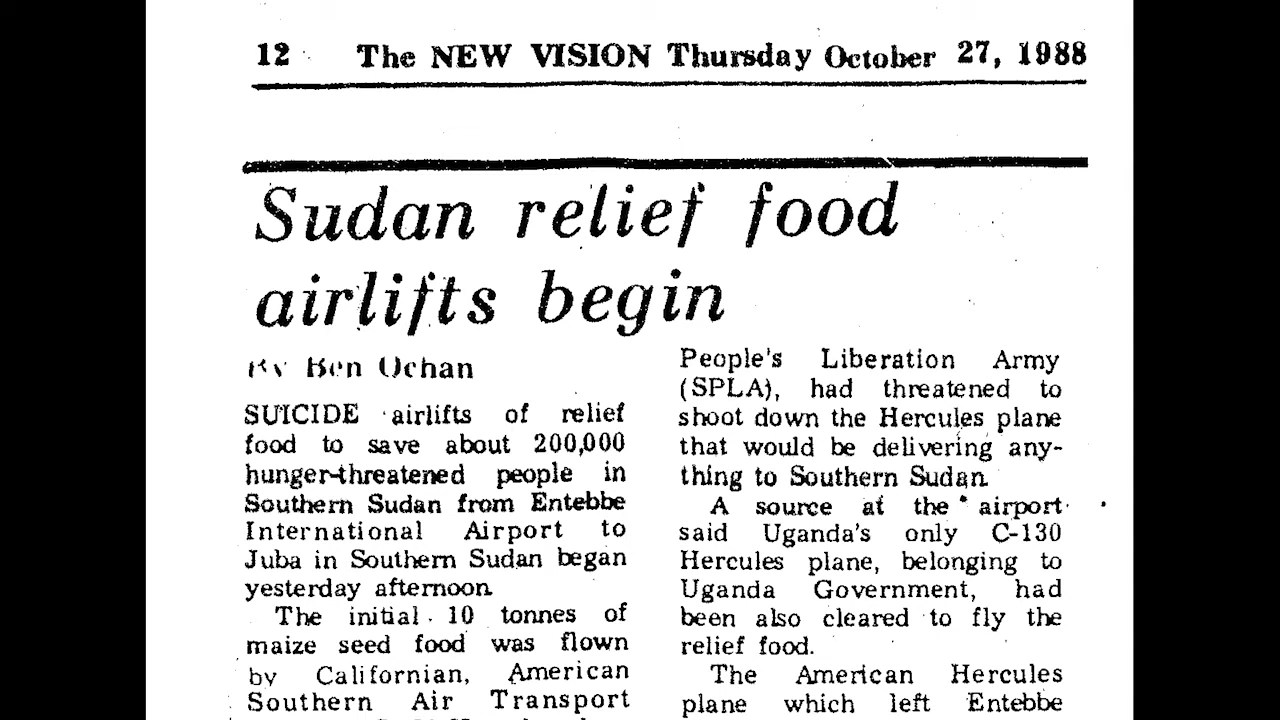 12 The NEW VISION Thursday October 27, 1988
Sudan relief food
airlifts begin
By Ben Ochan
SUICIDE airlifts of relief
food to save about 200,000
hunger-threatened people in
Southern Sudan from Entebbe
International Airport to
Juba in Southern Sudan began
yesterday afternoon.
The initial 10 tonnes of
maize seed food was flown
by Californian, American
Southern Air Transport
People's Liberation Army
(SPLA), had threatened to
shoot down the Hercules plane
that would be delivering any-
thing to Southern Sudan.
A source at the airport
said Uganda's only C-130
Hercules plane, belonging to
Uganda Government, had
been also cleared to fly the
relief food.
The American Hercules
plane which left Entebbe